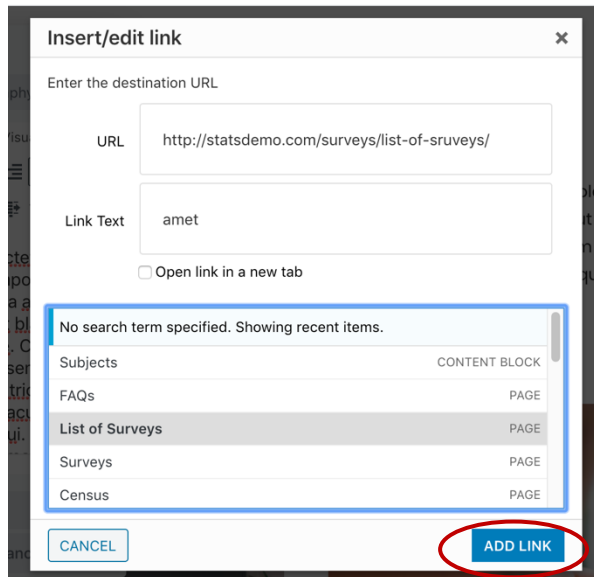 Insert/edit link ×
Enter the destination URL
URL http://statsdemo.com/surveys/list-of-sruveys/
Link Text amet
Open link in a new tab
No search term specified. Showing recent items.
Subjects CONTENT BLOCK
FAQs PAGE
List of Surveys PAGE
Surveys PAGE
Census PAGE
CANCEL ADD LINK